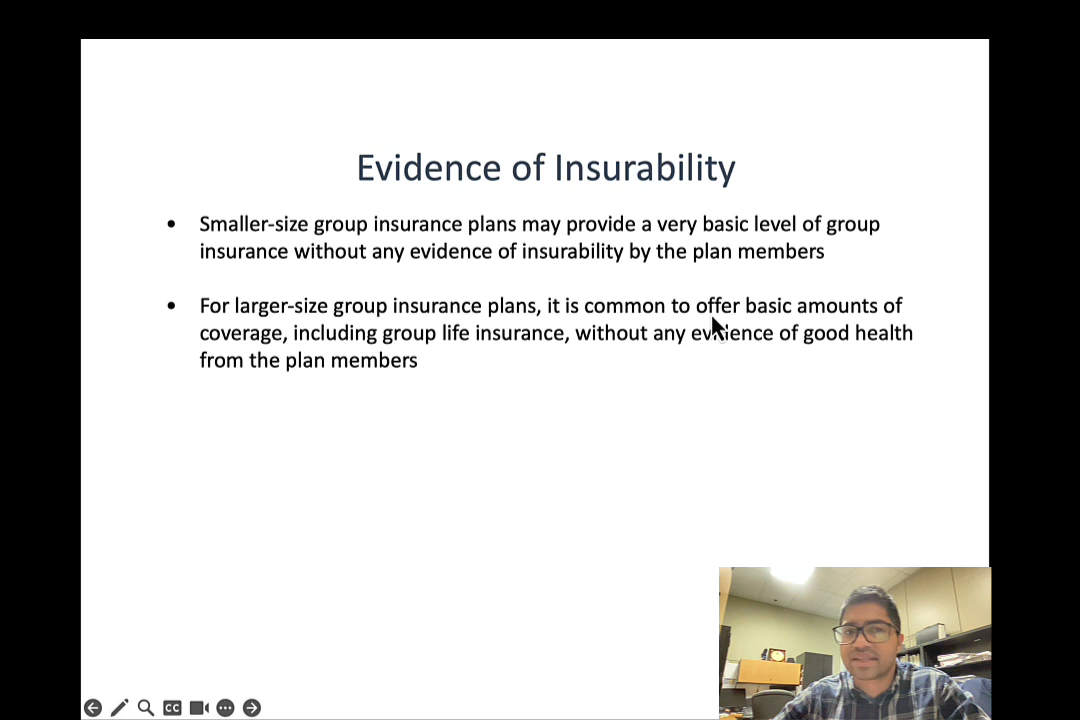 Evidence of Insurability
• Smaller-size group insurance plans may provide a very basic level of group
insurance without any evidence of insurability by the plan members
• For larger-size group insurance plans, it is common to offer basic amounts of
coverage, including group life insurance, without any evidence of good health
from the plan members
CC